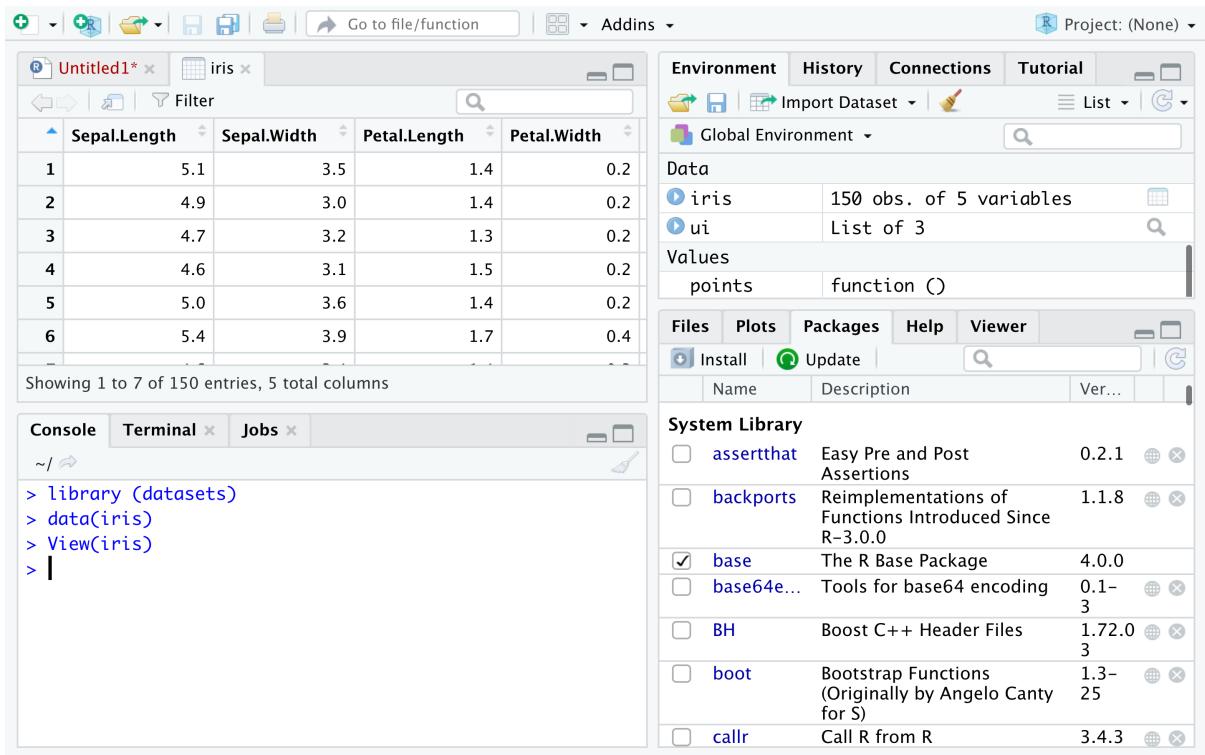 Go to file/function
Addins
Project: (None)
Untitled1*
iris
Filter
Sepal.Length Sepal.Width Petal.Length Petal.Width
1 5.1 3.5 1.4 0.2
2 4.9 3.0 1.4 0.2
3 4.7 3.2 1.3 0.2
4 4.6 3.1 1.5 0.2
5 5.0 3.6 1.4 0.2
6 5.4 3.9 1.7 0.4
Showing 1 to 7 of 150 entries, 5 total columns
Console Terminal Jobs
~/
> library (datasets)
> data(iris)
> View(iris)
>
Environment History Connections Tutorial
Import Dataset List
Global Environment
Data
iris 150 obs. of 5 variables
ui List of 3
Values
points function ()
Files Plots Packages Help Viewer
Install Update
Name Description Ver...
System Library
assertthat Easy Pre and Post 0.2.1
Assertions
backports Reimplementations of 1.1.8
Functions Introduced Since
R-3.0.0
base The R Base Package 4.0.0
base64e... Tools for base64 encoding 0.1-
3
BH Boost C++ Header Files 1.72.0
3
boot Bootstrap Functions 1.3-
(Originally by Angelo Canty 25
for S)
callr Call R from R 3.4.3